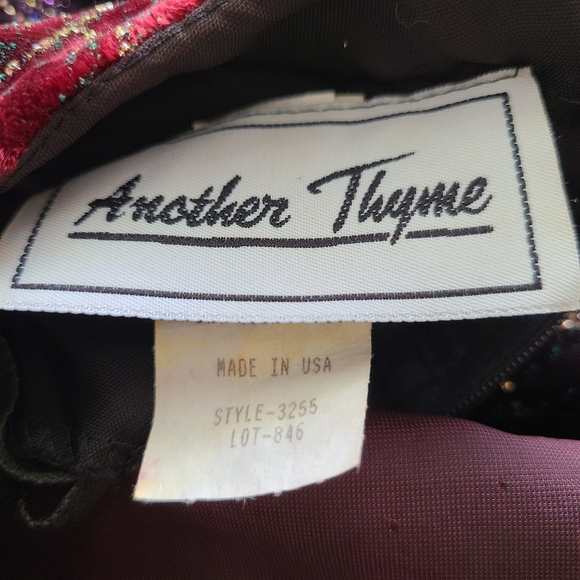 Another Thyme
MADE IN USA
STYLE-3255
LOT-846